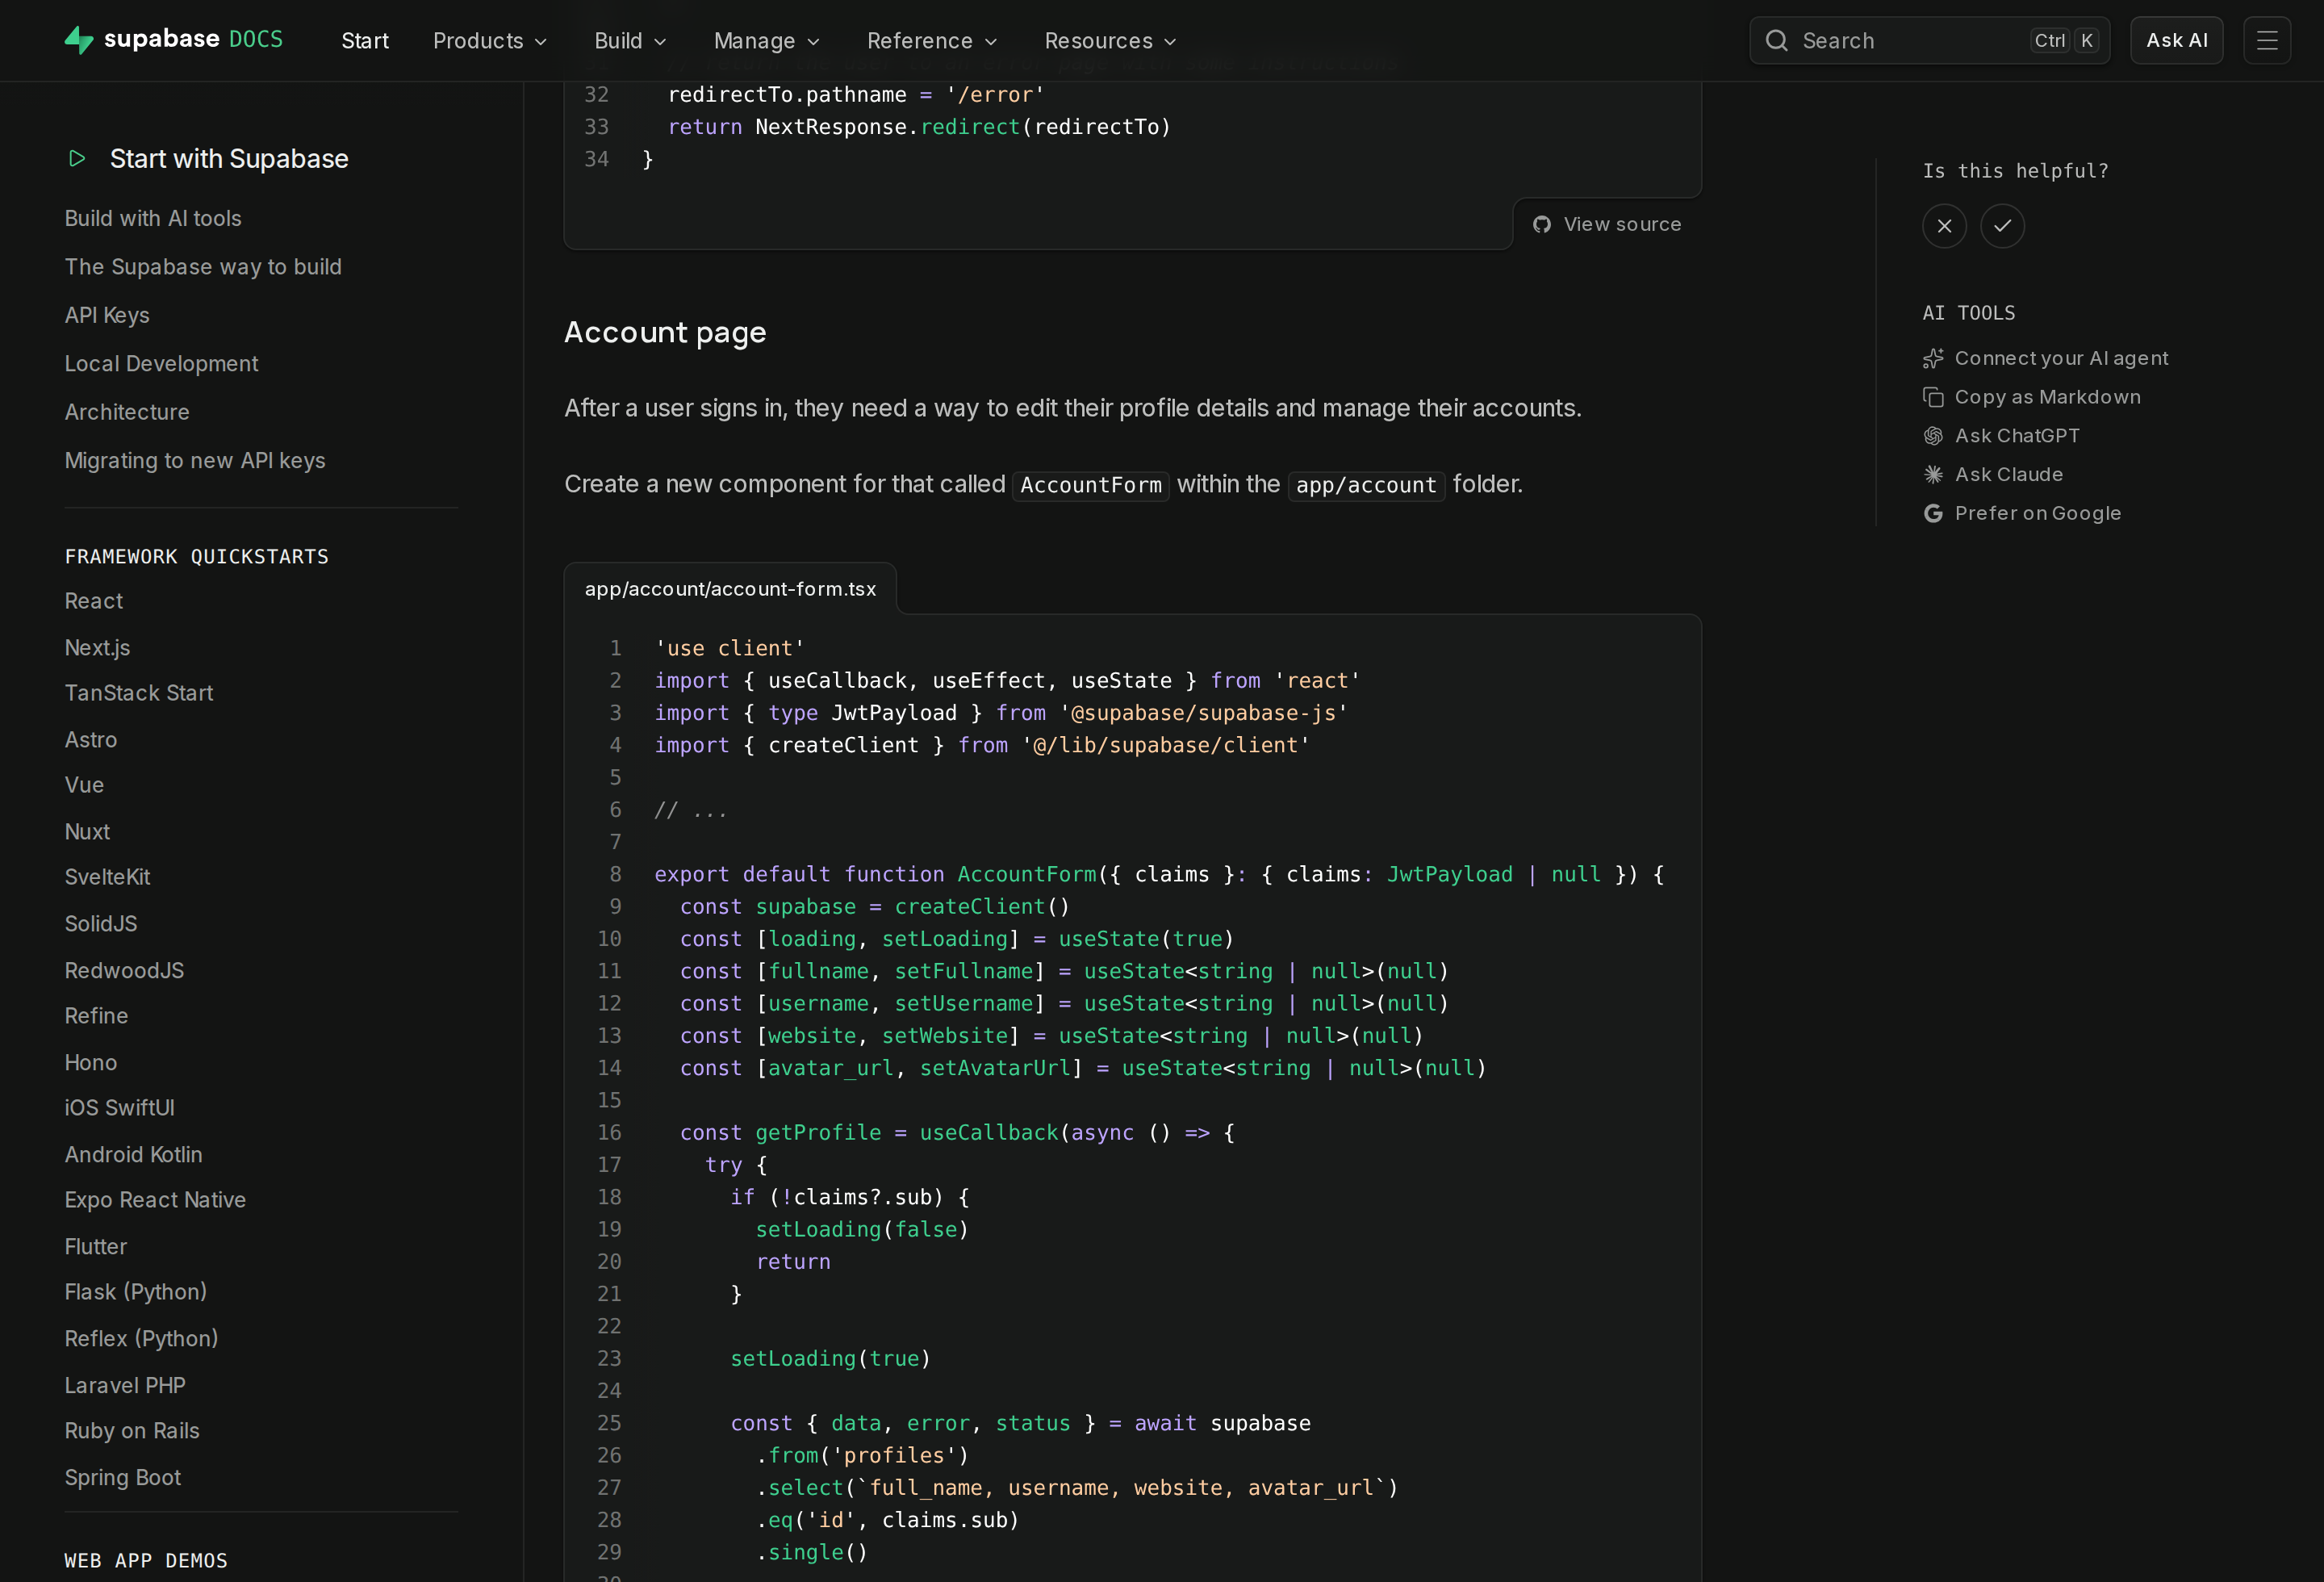 supabase DOCS
Start
Products
Build
Manage
Reference
Resources
Search
Ctrl K
Ask AI
Start with Supabase
Build with AI tools
The Supabase way to build
API Keys
Local Development
Architecture
Migrating to new API keys
FRAMEWORK QUICKSTARTS
React
Next.js
TanStack Start
Astro
Vue
Nuxt
SvelteKit
SolidJS
RedwoodJS
Refine
Hono
iOS SwiftUI
Android Kotlin
Expo React Native
Flutter
Flask (Python)
Reflex (Python)
Laravel PHP
Ruby on Rails
Spring Boot
WEB APP DEMOS
32 redirectTo.pathname = '/error'
33 return NextResponse.redirect(redirectTo)
34 }
View source
Account page
After a user signs in, they need a way to edit their profile details and manage their accounts.
Create a new component for that called AccountForm within the app/account folder.
app/account/account-form.tsx
1 'use client'
2 import { useCallback, useEffect, useState } from 'react'
3 import { type JwtPayload } from '@supabase/supabase-js'
4 import { createClient } from '@/lib/supabase/client'
5
6 // ...
7
8 export default function AccountForm({ claims }: { claims: JwtPayload | null }) {
9 const supabase = createClient()
10 const [loading, setLoading] = useState(true)
11 const [fullname, setFullname] = useState<string | null>(null)
12 const [username, setUsername] = useState<string | null>(null)
13 const [website, setWebsite] = useState<string | null>(null)
14 const [avatar_url, setAvatarUrl] = useState<string | null>(null)
15
16 const getProfile = useCallback(async () => {
17 try {
18 if (!claims?.sub) {
19 setLoading(false)
20 return
21 }
22
23 setLoading(true)
24
25 const { data, error, status } = await supabase
26 .from('profiles')
27 .select(`full_name, username, website, avatar_url`)
28 .eq('id', claims.sub)
29 .single()
30
Is this helpful?
AI TOOLS
Connect your AI agent
Copy as Markdown
Ask ChatGPT
Ask Claude
Prefer on Google